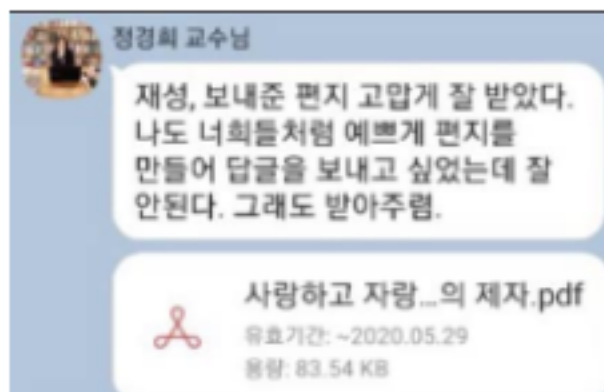 정경희 교수님
재성, 보내준 편지 고맙게 잘 받았다.
나도 너희들처럼 예쁘게 편지를
만들어 답글을 보내고 싶었는데 잘
안된다. 그래도 받아주렴.
사랑하고 자랑...의 제자.pdf
유효기간: ~2020.05.29
용량: 83.54 KB